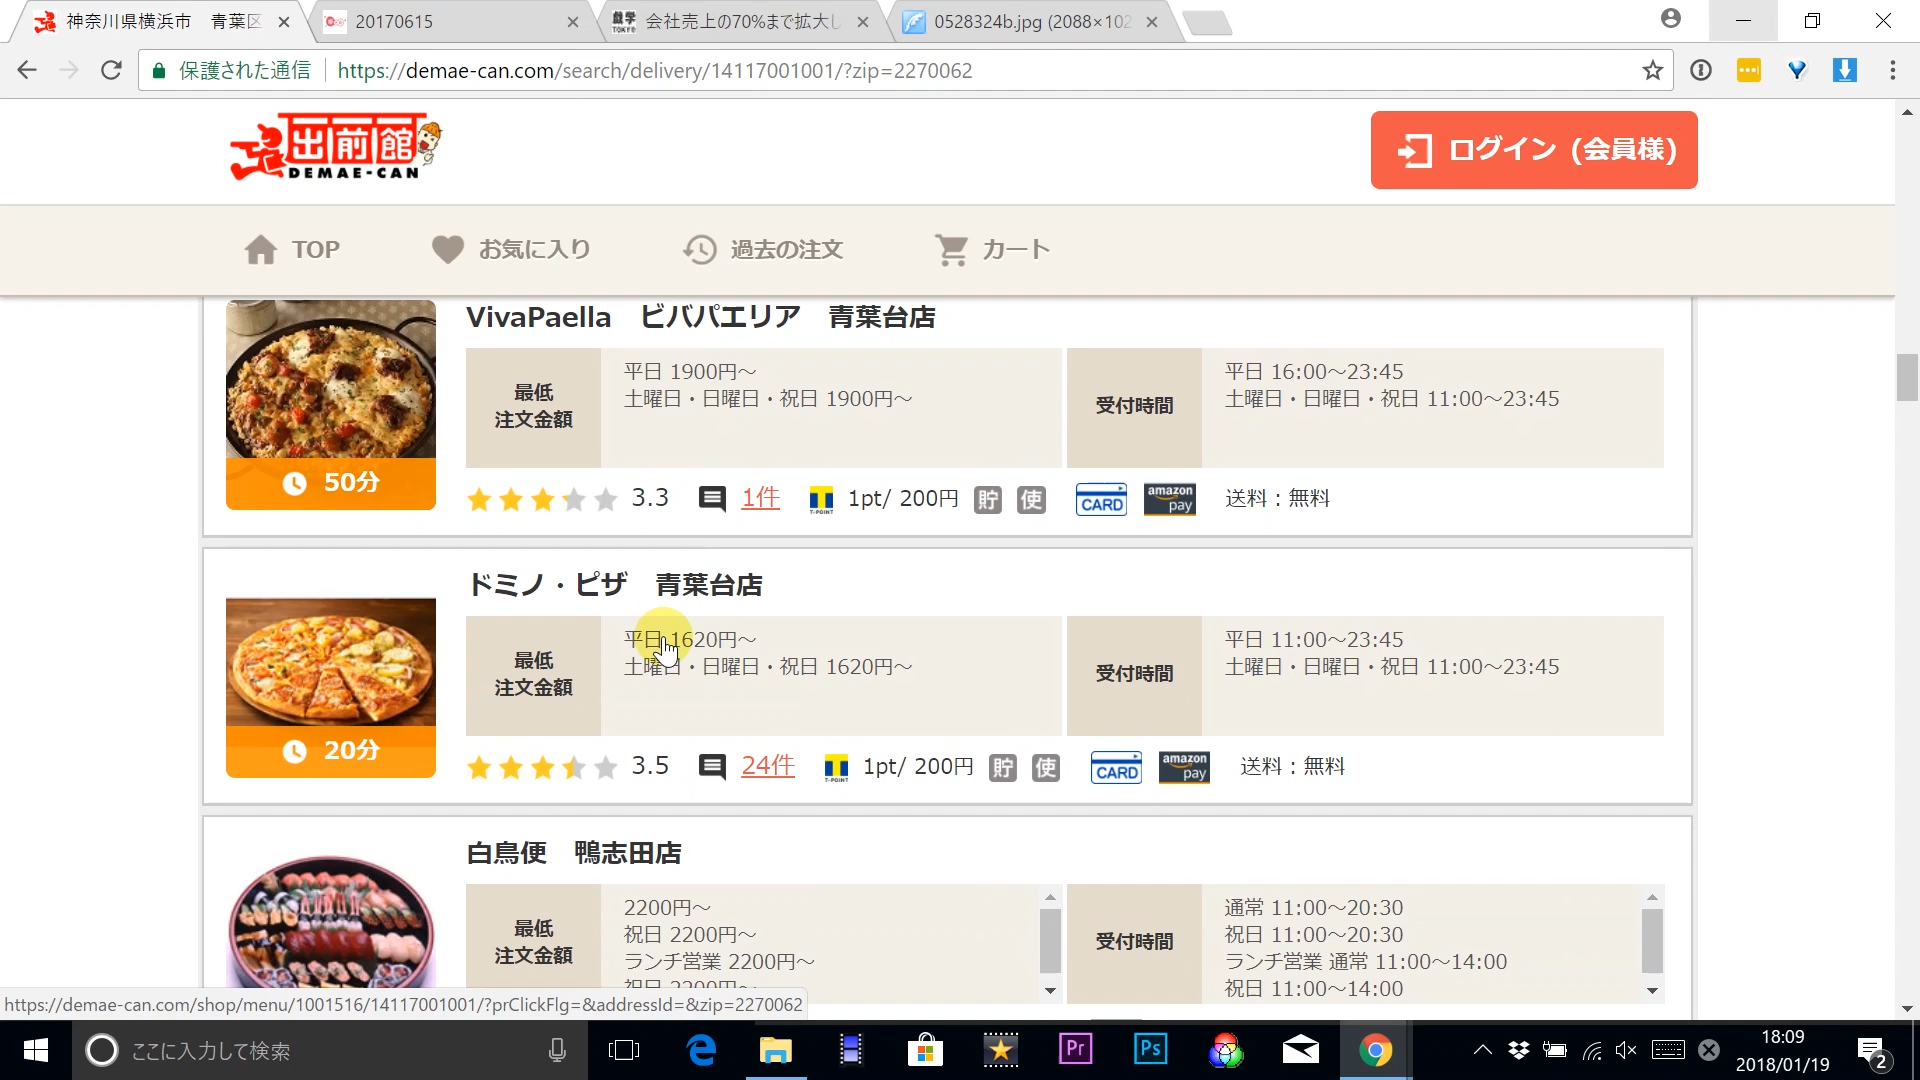 神奈川県横浜市　青葉区
20170615
会社売上の70%まで拡大し
0528324b.jpg (2088×102
保護された通信
https://demae-can.com/search/delivery/14117001001/?zip=2270062
出前館
DEMAE-CAN
ログイン (会員様)
TOP
お気に入り
過去の注文
カート
VivaPaella　ビバパエリア　青葉台店
最低
注文金額
平日 1900円～
土曜日・日曜日・祝日 1900円～
受付時間
平日 16:00～23:45
土曜日・日曜日・祝日 11:00～23:45
50分
3.3
1件
T-POINT
1pt/ 200円
貯
使
CARD
amazon
pay
送料：無料
ドミノ・ピザ　青葉台店
最低
注文金額
平日 1620円～
土曜日・日曜日・祝日 1620円～
受付時間
平日 11:00～23:45
土曜日・日曜日・祝日 11:00～23:45
20分
3.5
24件
T-POINT
1pt/ 200円
貯
使
CARD
amazon
pay
送料：無料
白鳥便　鴨志田店
最低
注文金額
2200円～
祝日 2200円～
ランチ営業 2200円～
祝日 2200円～
受付時間
通常 11:00～20:30
祝日 11:00～20:30
ランチ営業 通常 11:00～14:00
祝日 11:00～14:00
https://demae-can.com/shop/menu/1001516/14117001001/?prClickFlg=&addressId=&zip=2270062
ここに入力して検索
Pr
Ps
18:09
2018/01/19
2